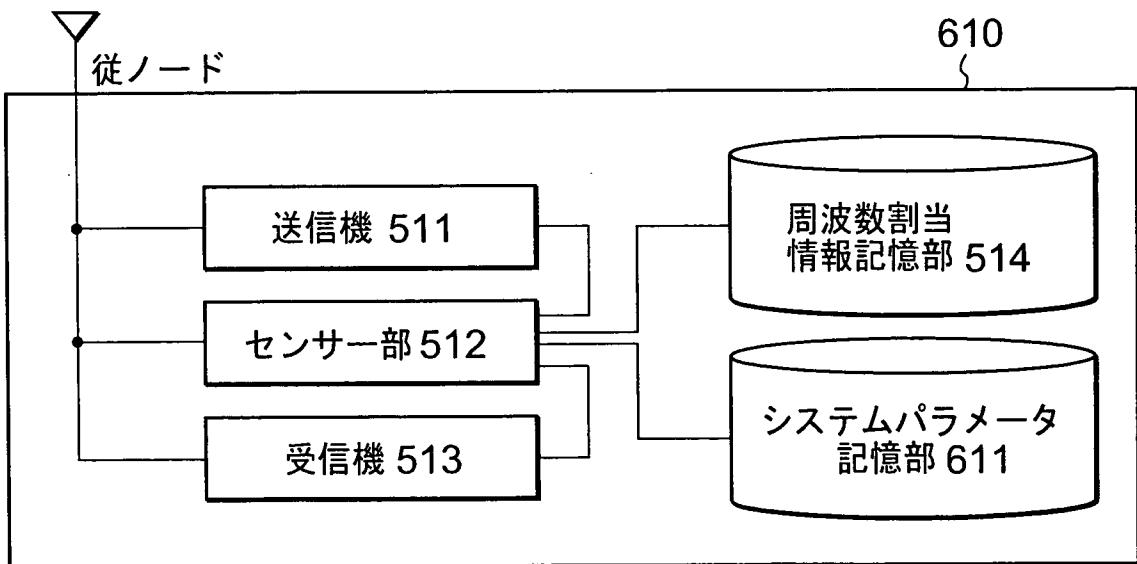 610
従ノード
送信機 511
センサー部 512
受信機 513
周波数割当
情報記憶部 514
システムパラメータ
記憶部 611